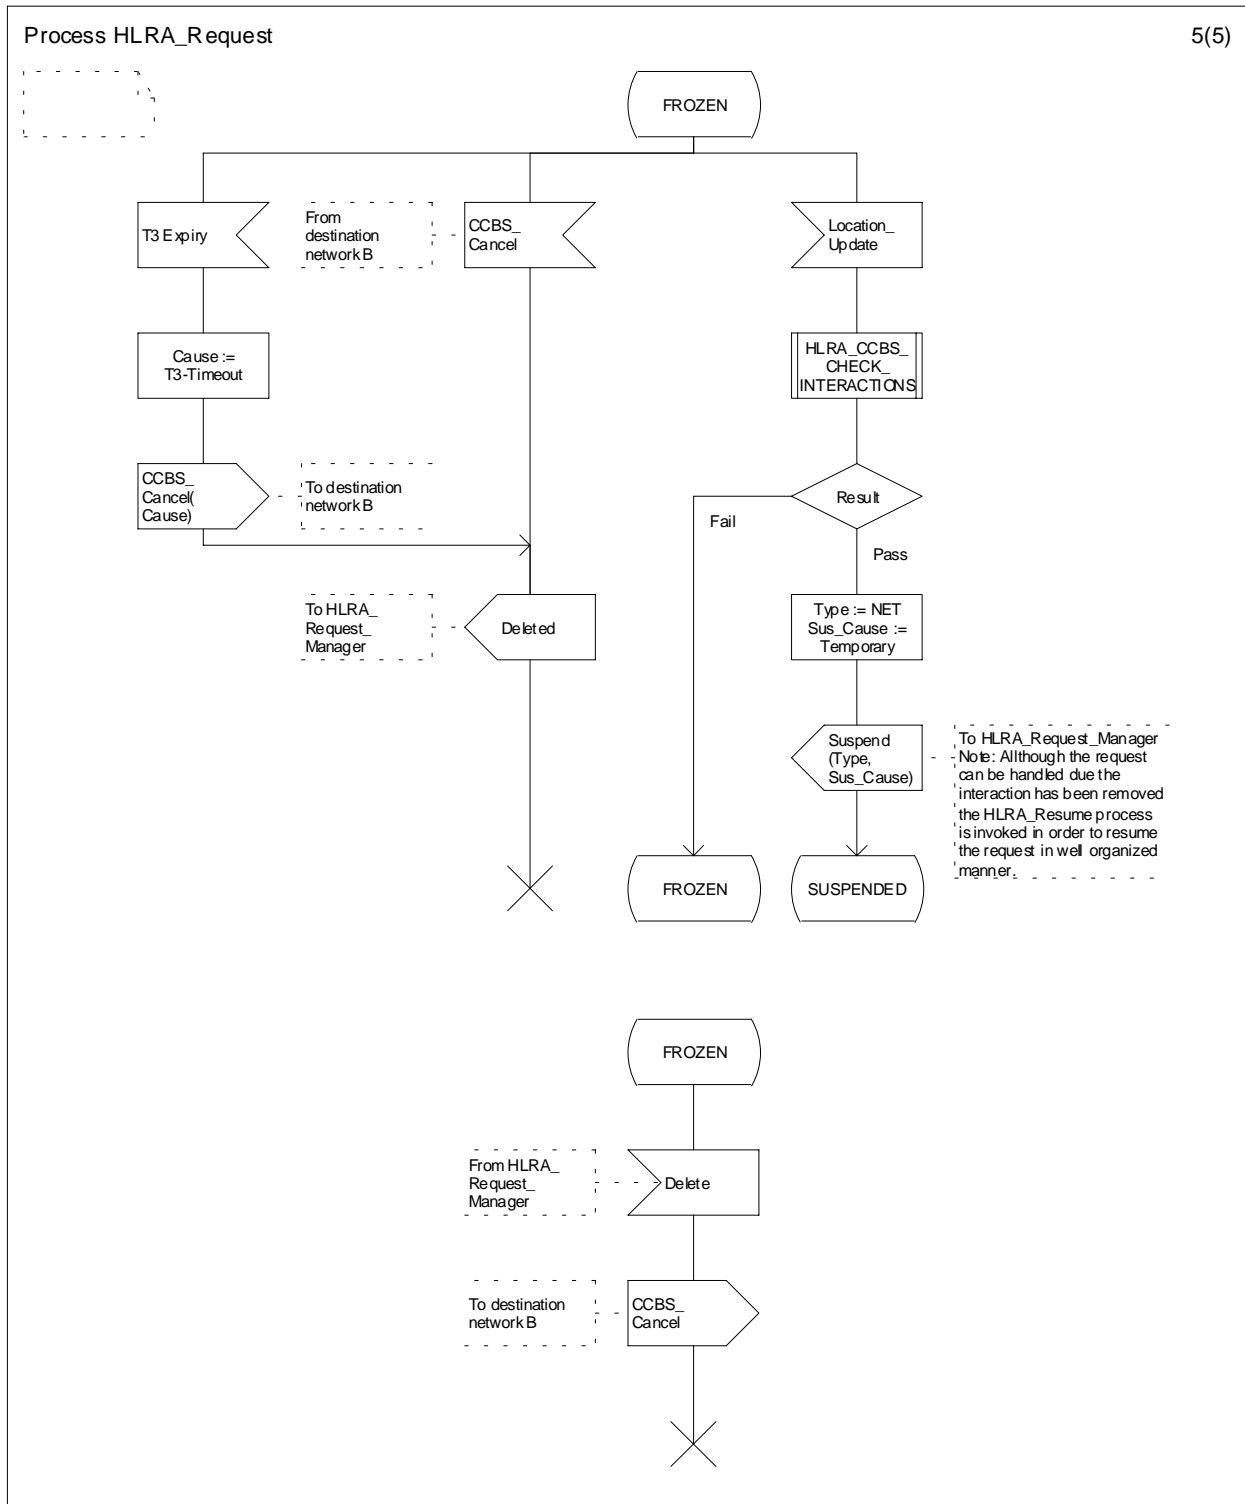 Process HLRA_Request
5(5)
FROZEN
T3 Expiry
From
destination
network B
CCBS_
Cancel
Location_
Update
Cause :=
T3-Timeout
HLRA_CCBS_
CHECK_
INTERACTIONS
CCBS_
Cancel(
Cause)
To destination
network B
Result
Fail
Pass
To HLRA_
Request_
Manager
Deleted
Type := NET
Sus_Cause :=
Temporary
Suspend
(Type,
Sus_Cause)
To HLRA_Request_Manager
Note: Allthough the request
can be handled due the
interaction has been removed
the HLRA_Resume process
is invoked in order to resume
the request in well organized
manner.
FROZEN
SUSPENDED
FROZEN
From HLRA_
Request_
Manager
Delete
To destination
network B
CCBS_
Cancel